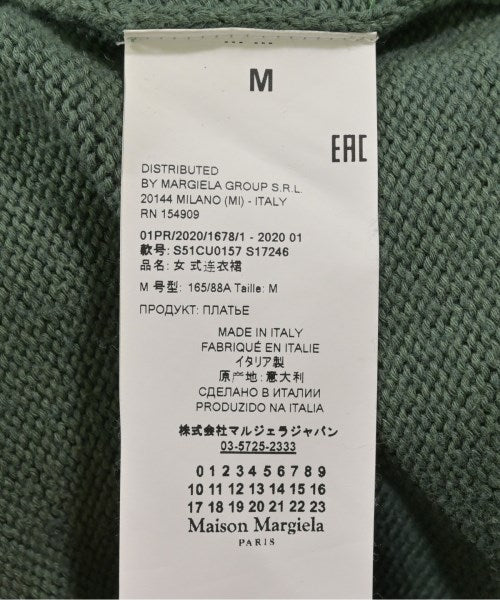 M
EAC
DISTRIBUTED
BY MARGIELA GROUP S.R.L.
20144 MILANO (MI) - ITALY
RN 154909
01PR/2020/1678/1 - 2020 01
款号: S51CU0157 S17246
品名: 女 式连衣裙
M 号型: 165/88A Taille: M
ПРОДУКТ: ПЛАТЬЕ
MADE IN ITALY
FABRIQUÉ EN ITALIE
イタリア製
原产地: 意大利
СДЕЛАНО В ИТАЛИИ
PRODUZIDO NA ITALIA
株式会社マルジェラジャパン
03-5725-2333
0 1 2 3 4 5 6 7 8 9
10 11 12 13 14 15 16
17 18 19 20 21 22 23
Maison Margiela
PARIS